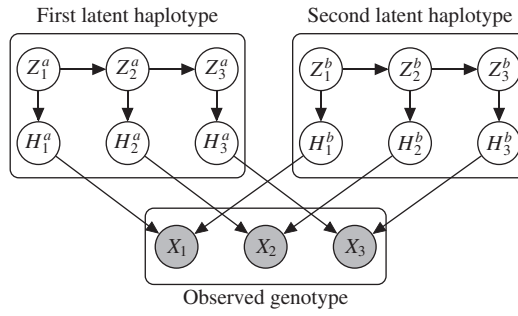 First latent haplotype Second latent haplotype
Z₁ᵃ Z₂ᵃ Z₃ᵃ Z₁ᵇ Z₂ᵇ Z₃ᵇ
H₁ᵃ H₂ᵃ H₃ᵃ H₁ᵇ H₂ᵇ H₃ᵇ
X₁ X₂ X₃
Observed genotype